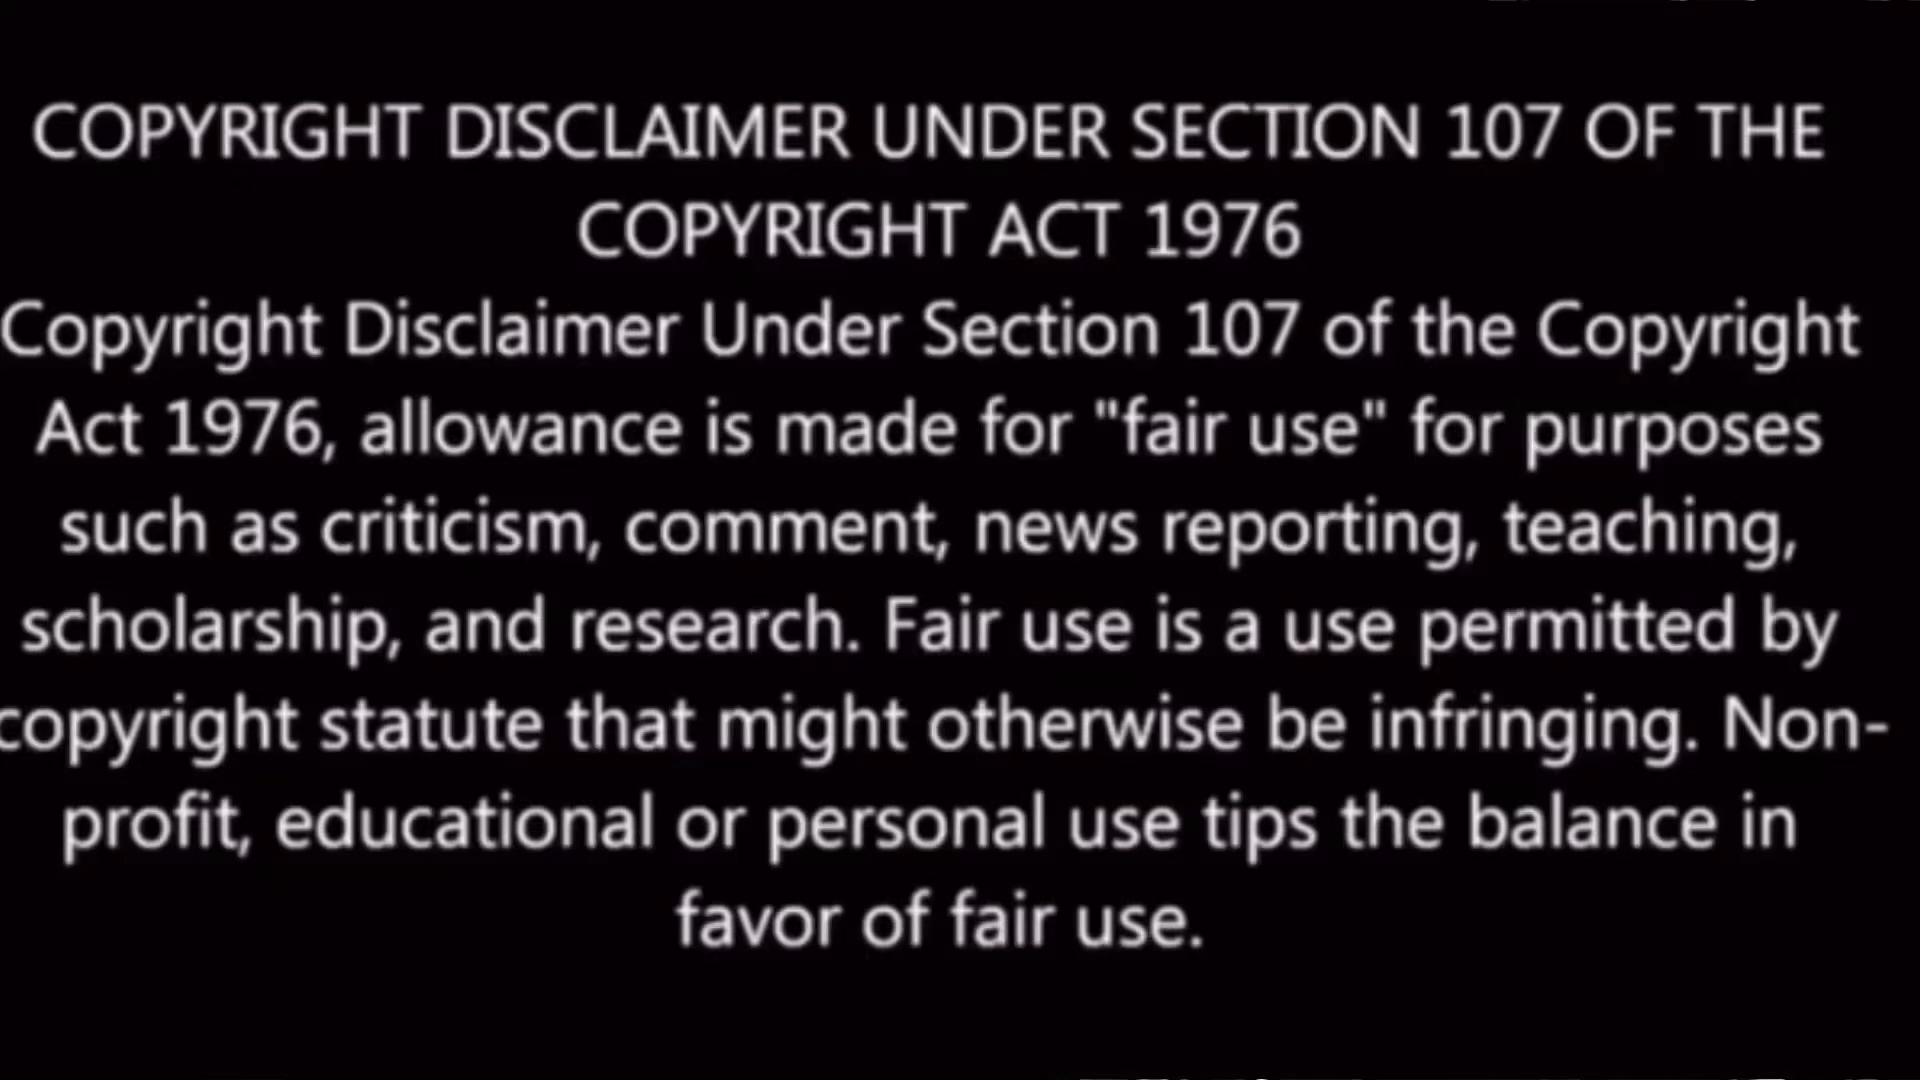 COPYRIGHT DISCLAIMER UNDER SECTION 107 OF THE
COPYRIGHT ACT 1976
Copyright Disclaimer Under Section 107 of the Copyright
Act 1976, allowance is made for "fair use" for purposes
such as criticism, comment, news reporting, teaching,
scholarship, and research. Fair use is a use permitted by
copyright statute that might otherwise be infringing. Non-
profit, educational or personal use tips the balance in
favor of fair use.